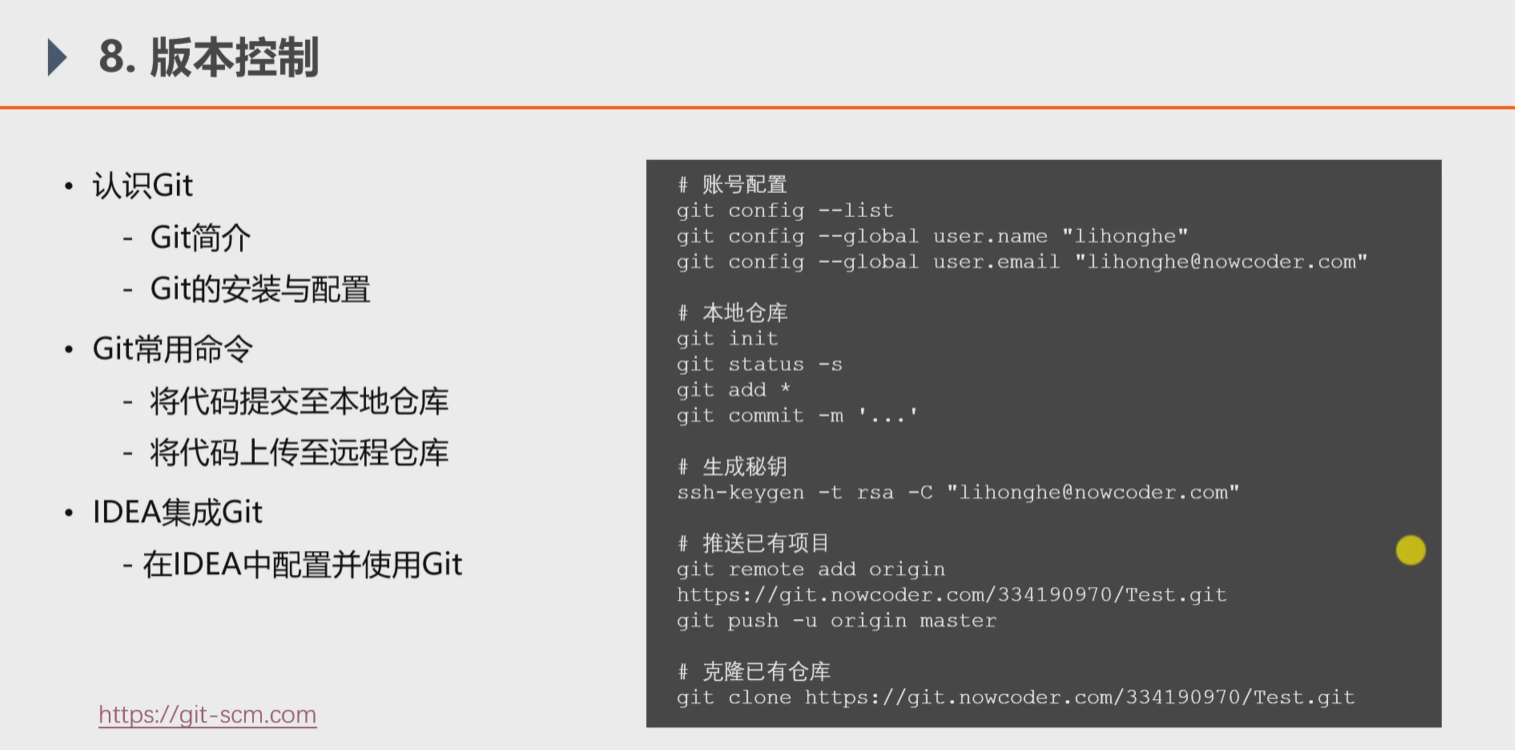 8. 版本控制
• 认识Git
- Git简介
- Git的安装与配置
• Git常用命令
- 将代码提交至本地仓库
- 将代码上传至远程仓库
• IDEA集成Git
- 在IDEA中配置并使用Git
https://git-scm.com
# 账号配置
git config --list
git config --global user.name "lihonghe"
git config --global user.email "lihonghe@nowcoder.com"
# 本地仓库
git init
git status -s
git add *
git commit -m '...'
# 生成秘钥
ssh-keygen -t rsa -C "lihonghe@nowcoder.com"
# 推送已有项目
git remote add origin
https://git.nowcoder.com/334190970/Test.git
git push -u origin master
# 克隆已有仓库
git clone https://git.nowcoder.com/334190970/Test.git